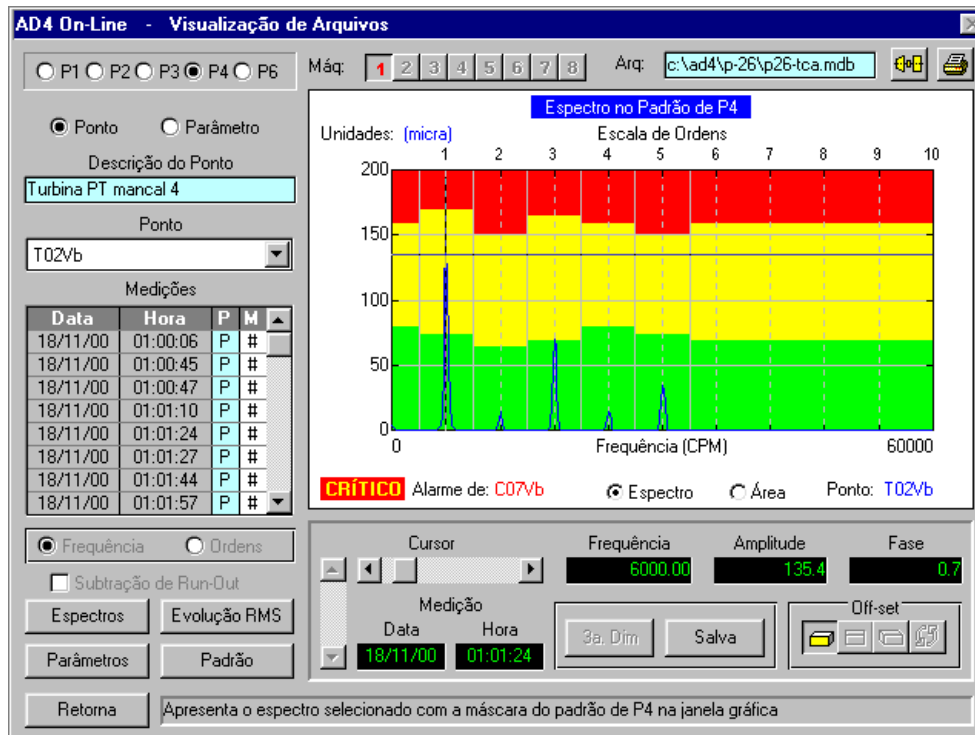 AD4 On-Line - Visualização de Arquivos
P1 P2 P3 P4 P6
Máq: 1 2 3 4 5 6 7 8
Arq: c:\ad4\p-26\p26-tca.mdb
Ponto Parâmetro
Descrição do Ponto
Turbina PT mancal 4
Ponto
T02Vb
Medições
Data Hora P M
18/11/00 01:00:06 P #
18/11/00 01:00:45 P #
18/11/00 01:00:47 P #
18/11/00 01:01:10 P #
18/11/00 01:01:24 P #
18/11/00 01:01:27 P #
18/11/00 01:01:44 P #
18/11/00 01:01:57 P #
Espectro no Padrão de P4
Unidades: (micra) Escala de Ordens
1 2 3 4 5 6 7 8 9 10
200
150
100
50
0
0 Frequência (CPM) 60000
CRÍTICO Alarme de: C07Vb Espectro Área Ponto: T02Vb
Frequência Ordens
Subtração de Run-Out
Espectros Evolução RMS
Parâmetros Padrão
Cursor Frequência Amplitude Fase
6000.00 135.4 0.7
Medição
Data Hora
18/11/00 01:01:24
3a. Dim Salva
Off-set
Retorna Apresenta o espectro selecionado com a máscara do padrão de P4 na janela gráfica